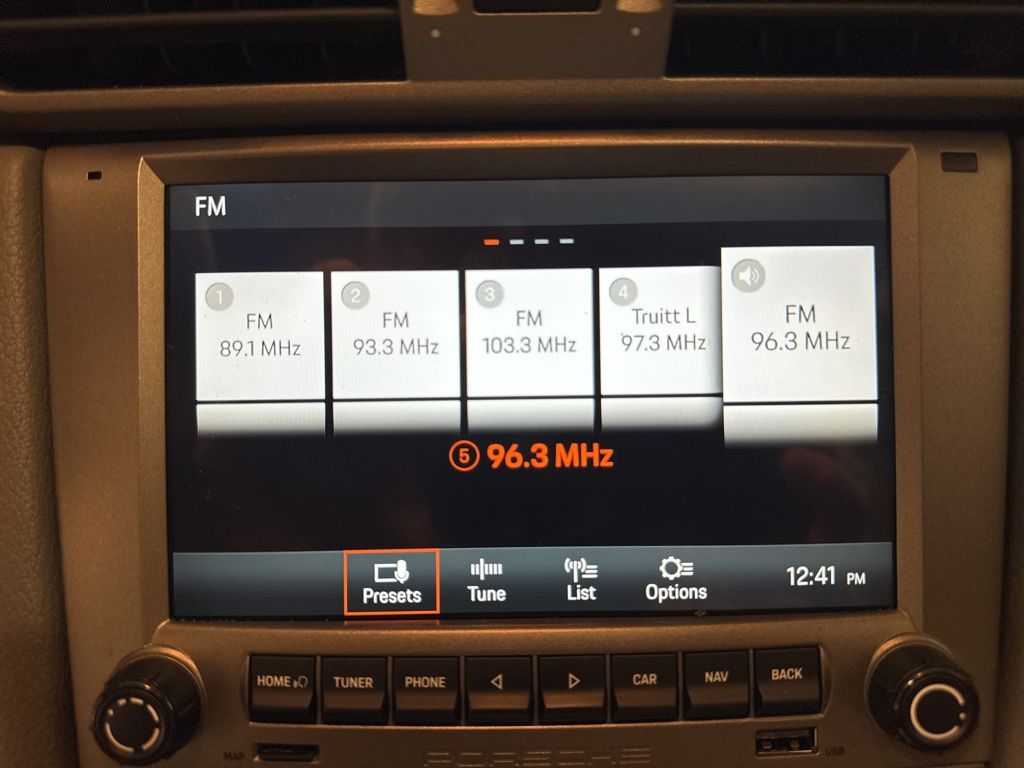 FM
1
2
3
4
FM
89.1 MHz
FM
93.3 MHz
FM
103.3 MHz
Truitt L
97.3 MHz
FM
96.3 MHz
5 96.3 MHz
Presets
Tune
List
Options
12:41 PM
HOME
TUNER
PHONE
CAR
NAV
BACK
MAP
PORSCHE
USB